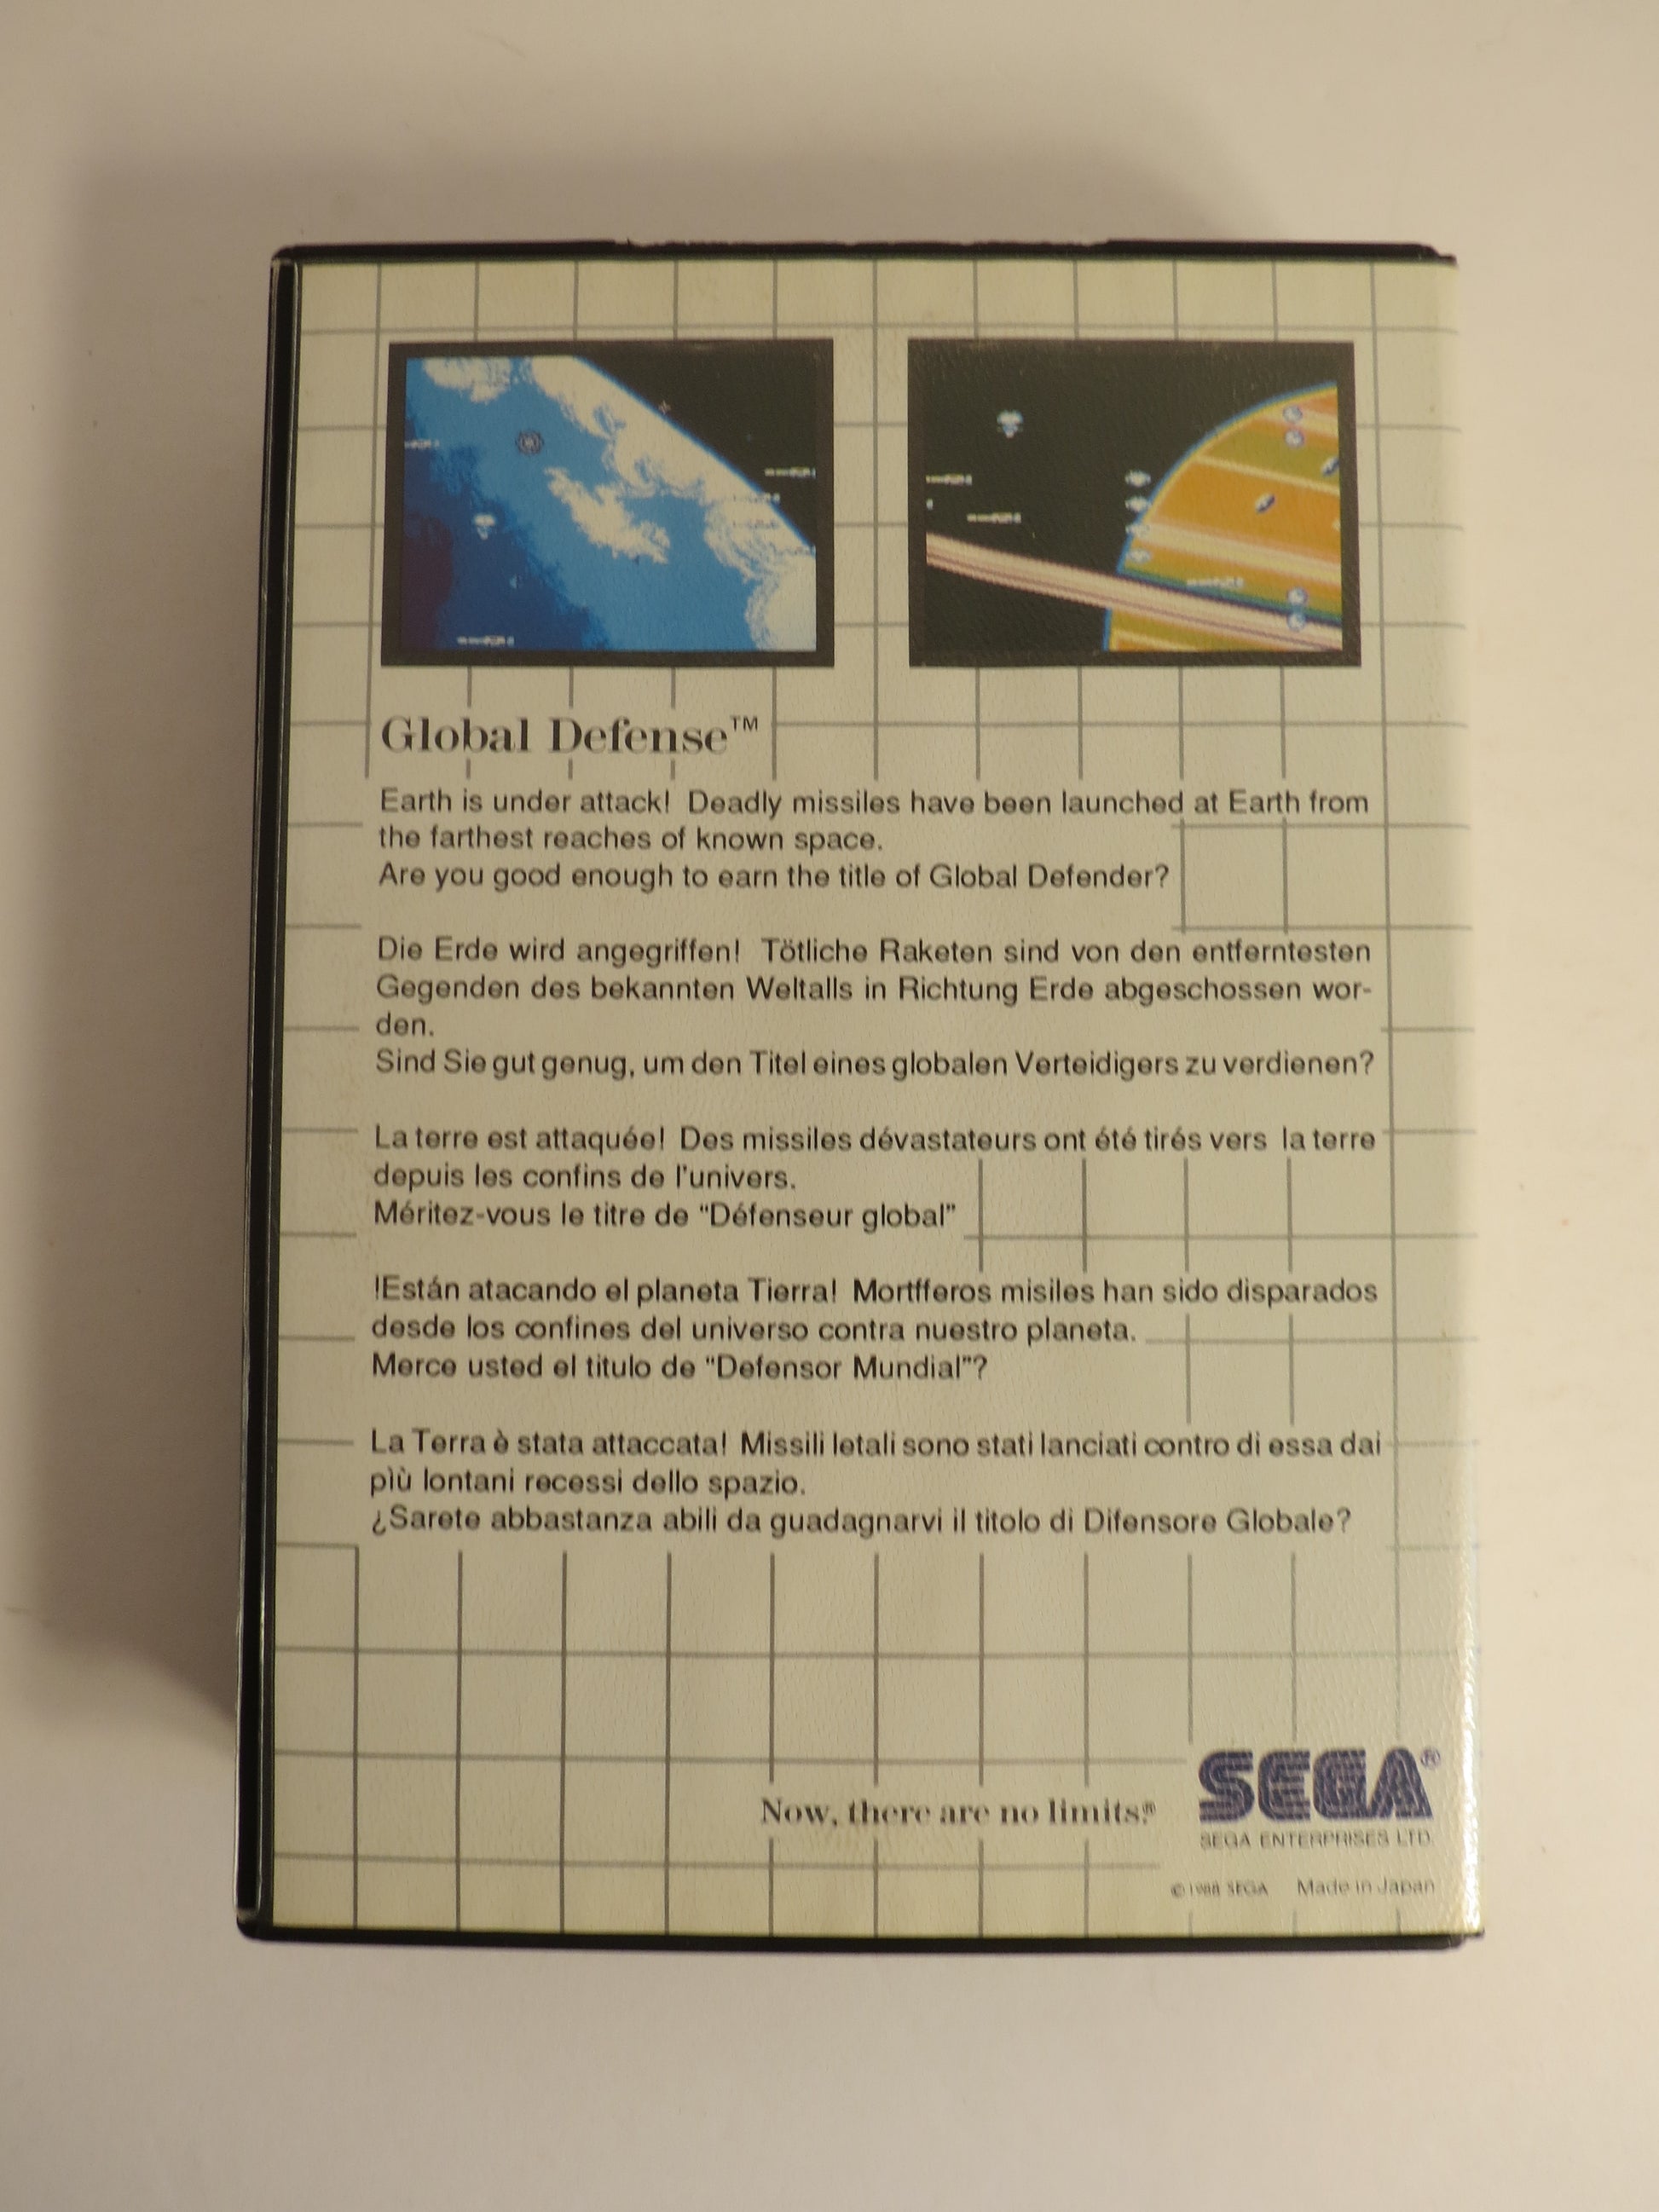 Global Defense™
Earth is under attack! Deadly missiles have been launched at Earth from
the farthest reaches of known space.
Are you good enough to earn the title of Global Defender?
Die Erde wird angegriffen! Tötliche Raketen sind von den entferntesten
Gegenden des bekannten Weltalls in Richtung Erde abgeschossen wor-
den.
Sind Sie gut genug, um den Titel eines globalen Verteidigers zu verdienen?
La terre est attaquée! Des missiles dévastateurs ont été tirés vers la terre
depuis les confins de l'univers.
Méritez-vous le titre de "Défenseur global"
!Están atacando el planeta Tierra! Mortfferos misiles han sido disparados
desde los confines del universo contra nuestro planeta.
Merce usted el titulo de "Defensor Mundial"?
La Terra è stata attaccata! Missili letali sono stati lanciati contro di essa dai
pìù lontani recessi dello spazio.
¿Sarete abbastanza abili da guadagnarvi il titolo di Difensore Globale?
SEGA®
Now, there are no limits.®
SEGA ENTERPRISES LTD.
© 1988 SEGA Made in Japan